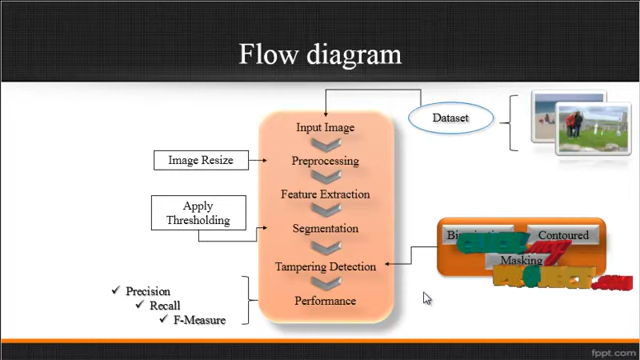 Flow diagram
Dataset
Input Image
Image Resize
Preprocessing
Feature Extraction
Apply
Thresholding
Segmentation
Contoured
Masking
Tampering Detection
✓ Precision
✓ Recall
✓ F-Measure
Performance
fppt.com